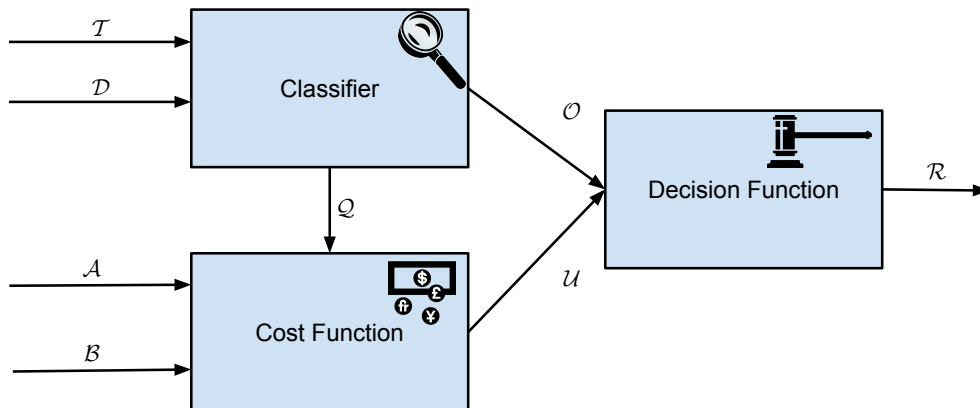 𝒯
𝒟
Classifier
𝒪
Decision Function
ℛ
𝒬
𝒜
$
£
¥
Cost Function
𝒰
ℬ